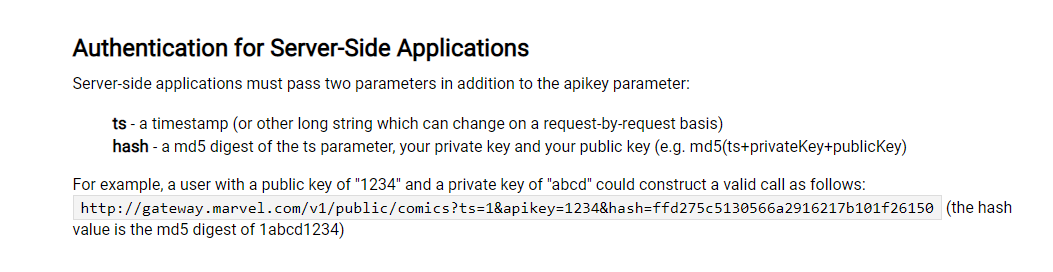 Authentication for Server-Side Applications
Server-side applications must pass two parameters in addition to the apikey parameter:
ts - a timestamp (or other long string which can change on a request-by-request basis)
hash - a md5 digest of the ts parameter, your private key and your public key (e.g. md5(ts+privateKey+publicKey)
For example, a user with a public key of "1234" and a private key of "abcd" could construct a valid call as follows:
http://gateway.marvel.com/v1/public/comics?ts=1&apikey=1234&hash=ffd275c5130566a2916217b101f26150 (the hash
value is the md5 digest of 1abcd1234)